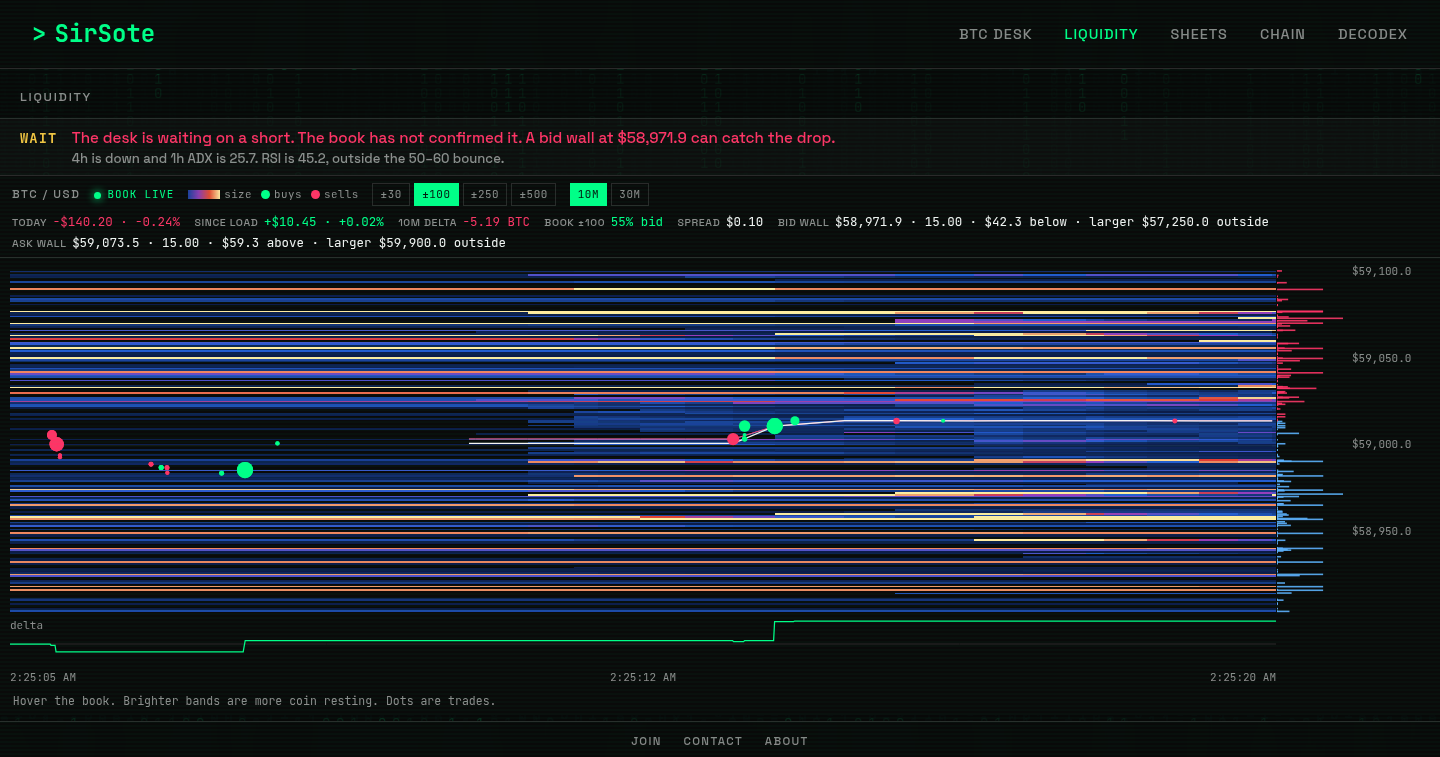 > SirSote
BTC DESK LIQUIDITY SHEETS CHAIN DECODEX
LIQUIDITY
WAIT The desk is waiting on a short. The book has not confirmed it. A bid wall at $58,971.9 can catch the drop.
4h is down and 1h ADX is 25.7. RSI is 45.2, outside the 50–60 bounce.
BTC / USD BOOK LIVE size buys sells ±30 ±100 ±250 ±500 10M 30M
TODAY -$140.20 · -0.24% SINCE LOAD +$10.45 · +0.02% 10M DELTA -5.19 BTC BOOK ±100 55% bid SPREAD $0.10 BID WALL $58,971.9 · 15.00 · $42.3 below · larger $57,250.0 outside
ASK WALL $59,073.5 · 15.00 · $59.3 above · larger $59,900.0 outside
$59,100.0
$59,050.0
$59,000.0
$58,950.0
delta
2:25:05 AM 2:25:12 AM 2:25:20 AM
Hover the book. Brighter bands are more coin resting. Dots are trades.
JOIN CONTACT ABOUT